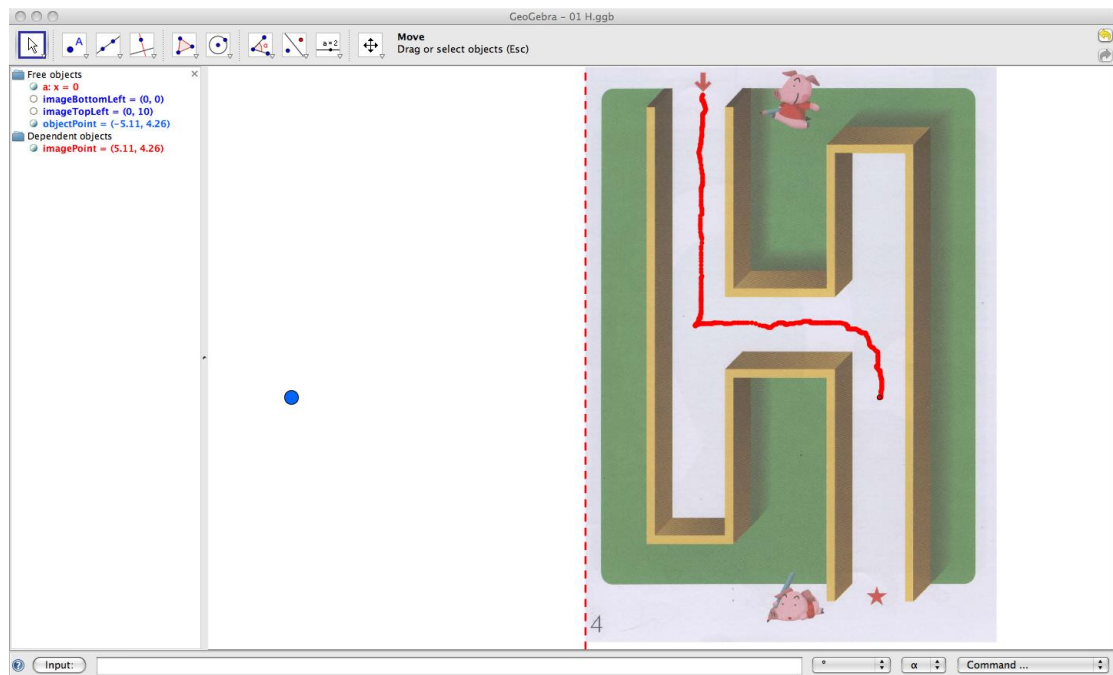 GeoGebra – 01 H.ggb
A
α
a=2
Move
Drag or select objects (Esc)
Free objects
a: x = 0
imageBottomLeft = (0, 0)
imageTopLeft = (0, 10)
objectPoint = (−5.11, 4.26)
Dependent objects
imagePoint = (5.11, 4.26)
4
Input:
°
α
Command ...